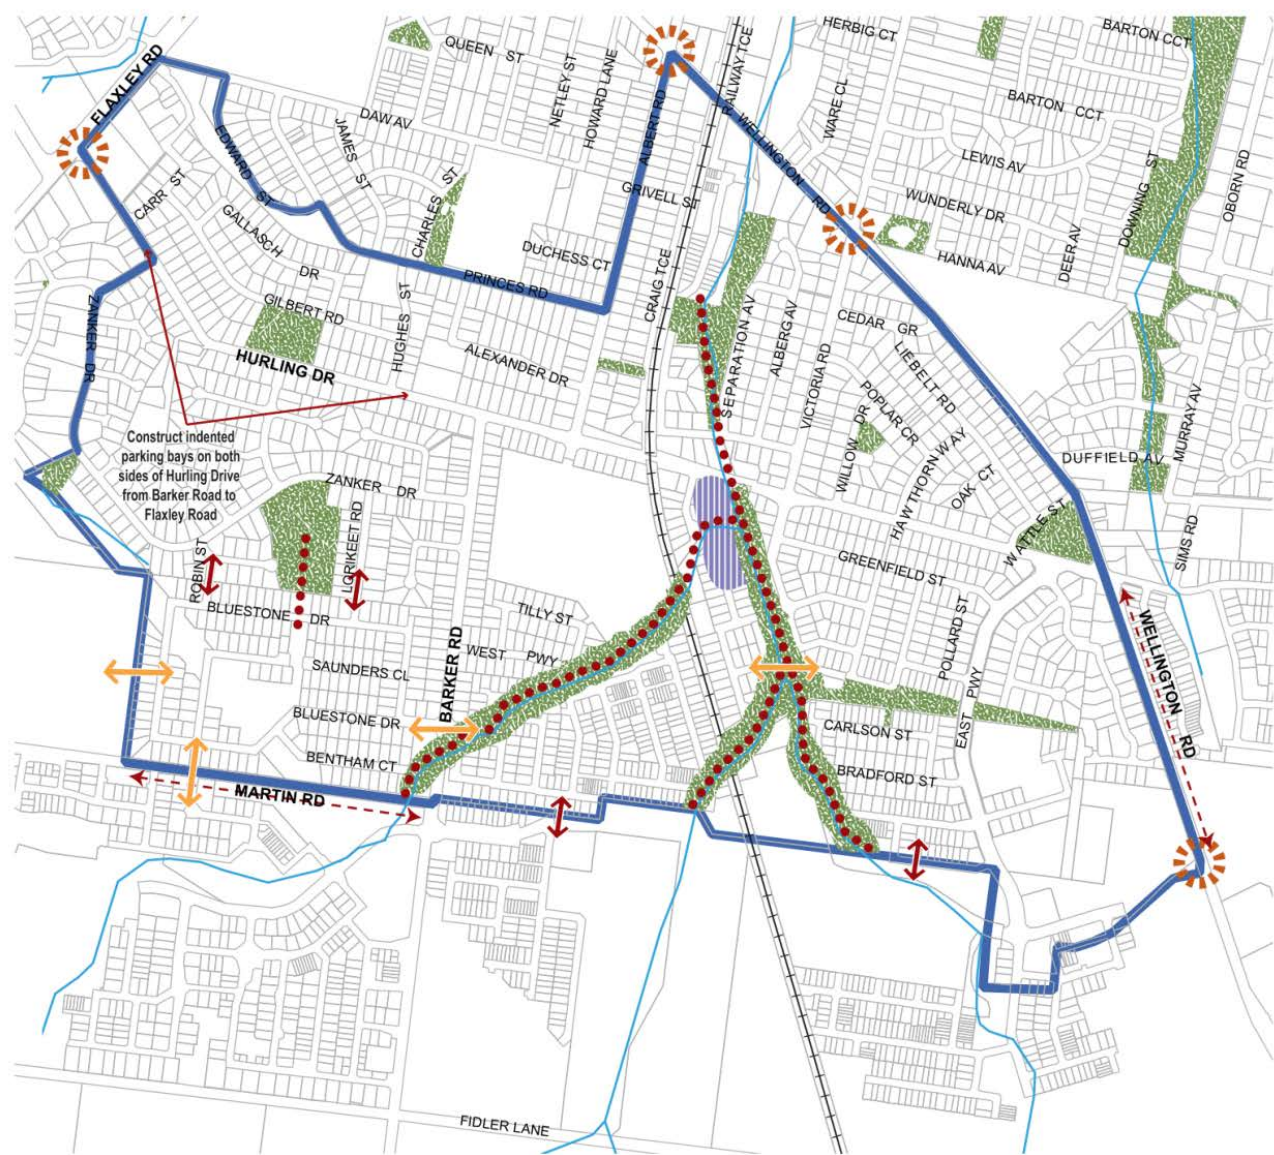 HERBIG CT
BARTON CCT
QUEEN ST
FLAXLEY RD
NETLEY ST
HOWARD LANE
RAILWAY TCE
WARE CL
BARTON CCT
DAW AV
JAMES ST
ALBERT RD
WELLINGTON RD
LEWIS AV
EDWARD ST
CARR ST
CHARLES ST
GRIVELL ST
WUNDERLY DR
DOWNING ST
OBORN RD
GALLASCH DR
DUCHESS CT
CRAIG TCE
HANNA AV
DEER AV
PRINCES RD
ZANKER DR
GILBERT RD
HUGHES ST
SEPARATION AV
ALBERG AV
CEDAR GR
HURLING DR
ALEXANDER DR
VICTORIA RD
LIEBELT RD
POPLAR CR
WILLOW DR
MURRAY AV
Construct indented
parking bays on both
sides of Hurling Drive
from Barker Road to
Flaxley Road
HAWTHORN WAY
OAK CT
DUFFIELD AV
ZANKER DR
LORIKEET RD
WATTLE ST
SIMS RD
ROBIN ST
GREENFIELD ST
BLUESTONE DR
TILLY ST
POLLARD ST
WELLINGTON RD
SAUNDERS CL
BARKER RD
WEST PWY
EAST PWY
BLUESTONE DR
CARLSON ST
BENTHAM CT
BRADFORD ST
MARTIN RD
FIDLER LANE